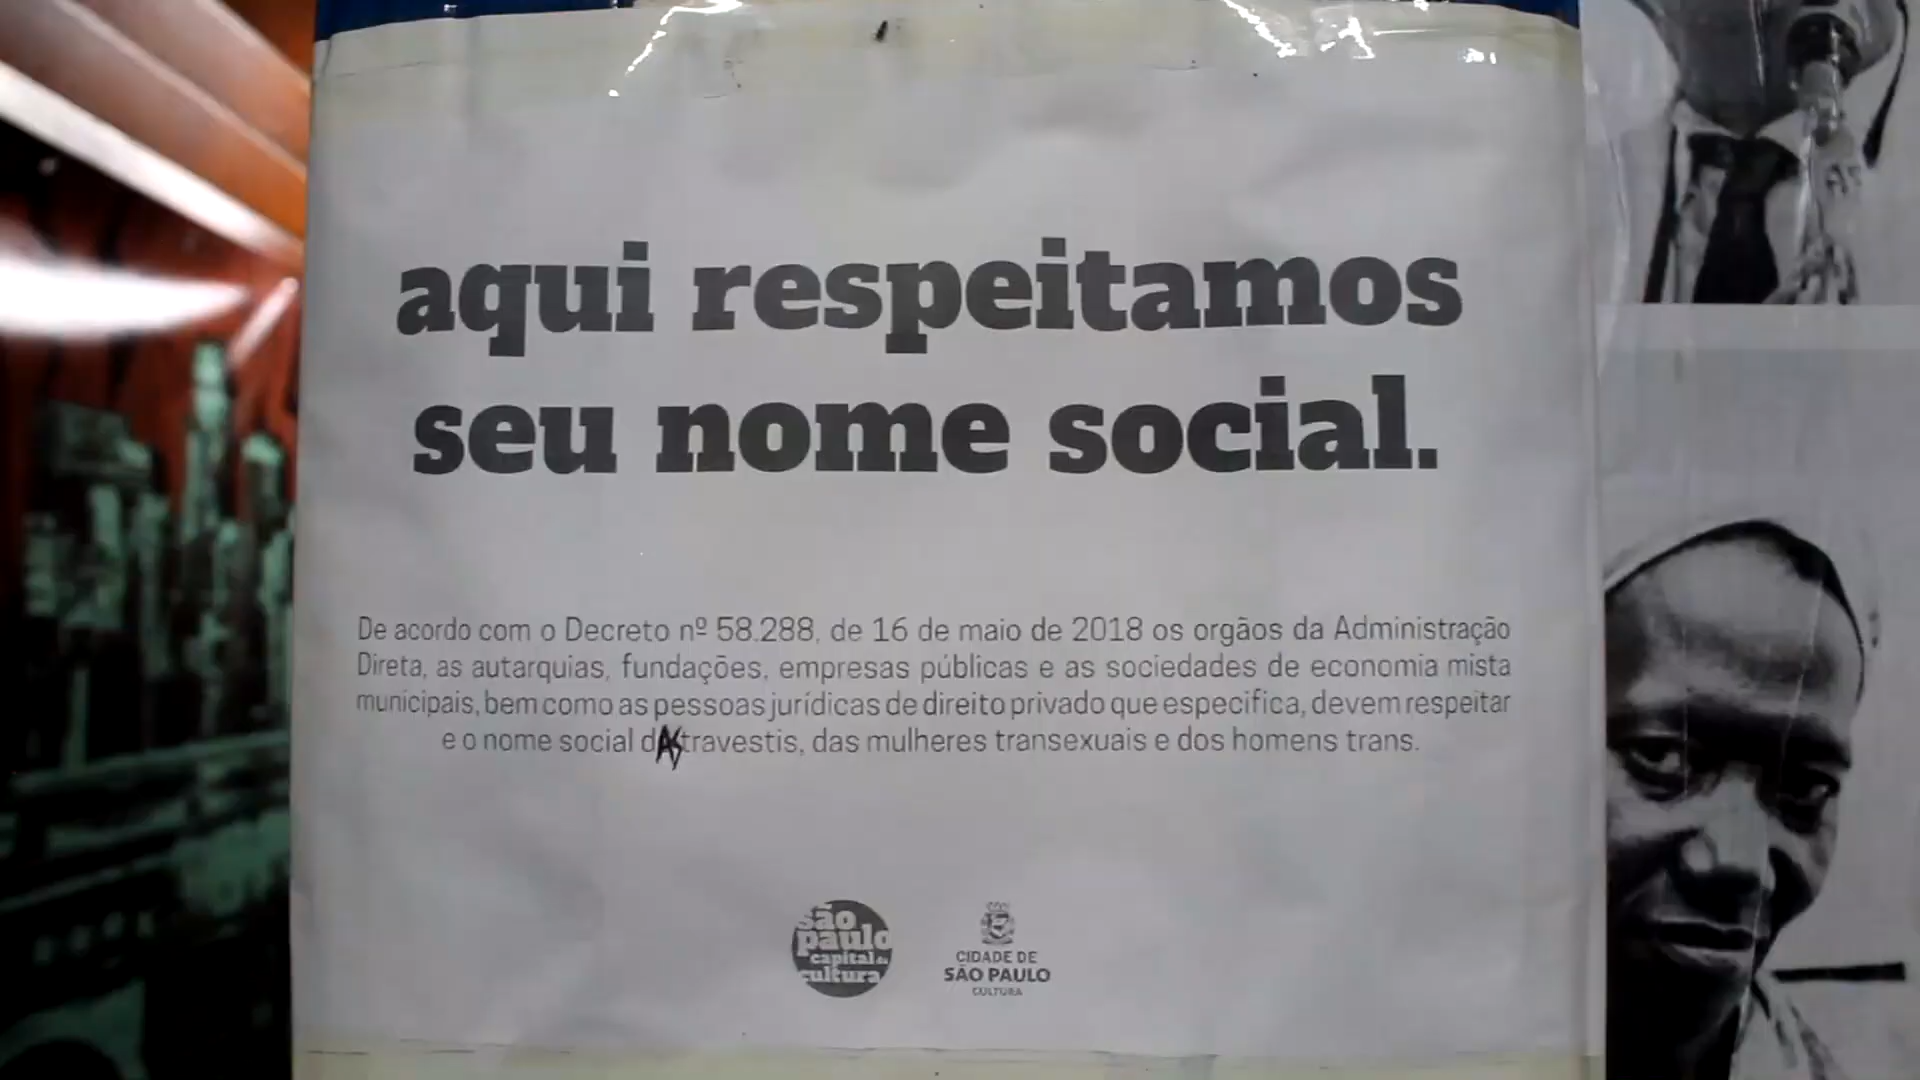 aqui respeitamos
seu nome social.
De acordo com o Decreto nº 58.288, de 16 de maio de 2018 os orgãos da Administração
Direta, as autarquias, fundações, empresas públicas e as sociedades de economia mista
municipais, bem como as pessoas jurídicas de direito privado que especifica, devem respeitar
e o nome social dAS travestis, das mulheres transexuais e dos homens trans.
são
paulo
capital da
cultura
CIDADE DE
SÃO PAULO
CULTURA